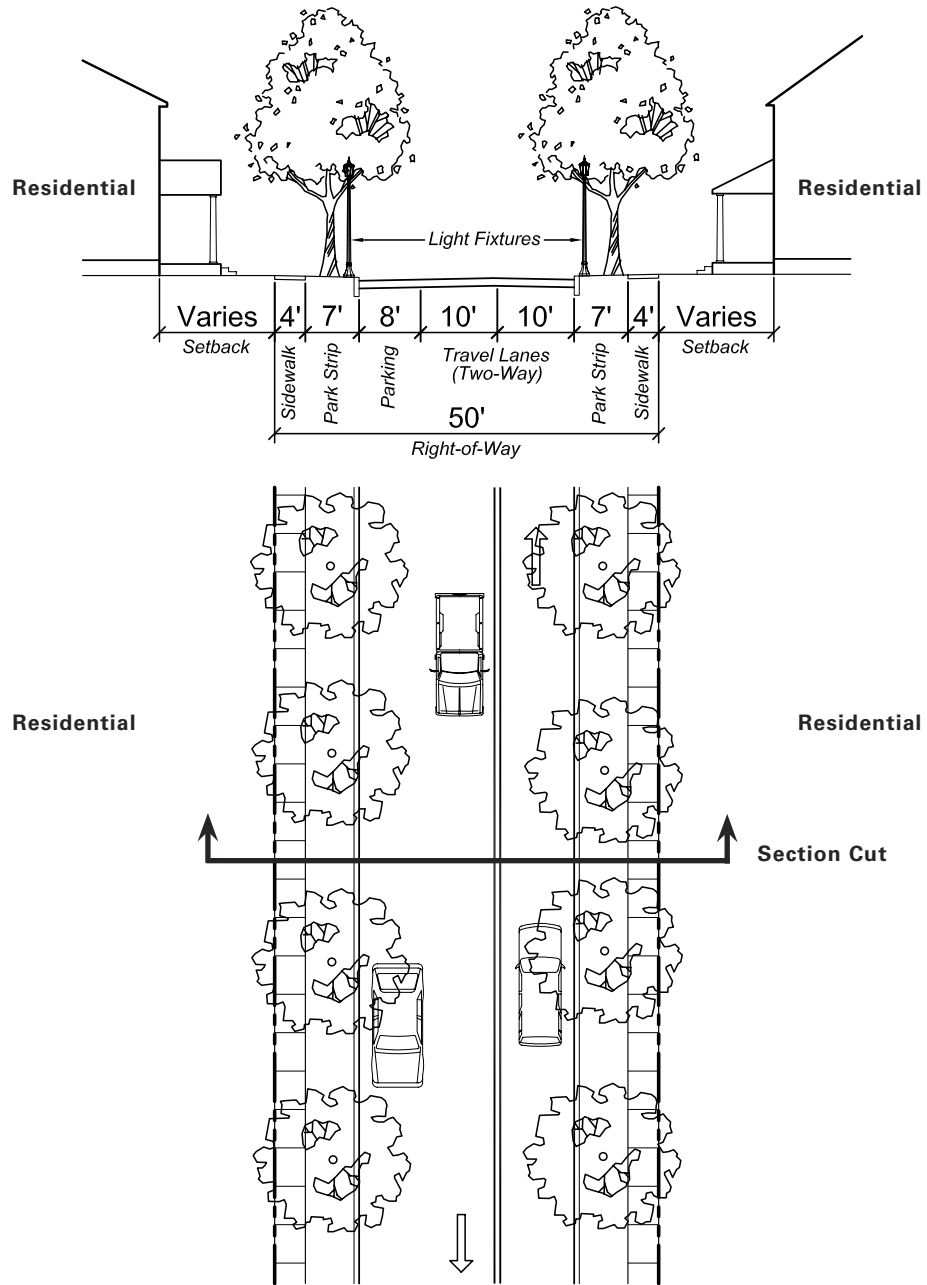 Residential
Residential
Light Fixtures
Varies
4'
7'
8'
10'
10'
7'
4'
Varies
Setback
Sidewalk
Park Strip
Parking
Travel Lanes
(Two-Way)
Park Strip
Sidewalk
Setback
50'
Right-of-Way
Residential
Residential
Section Cut